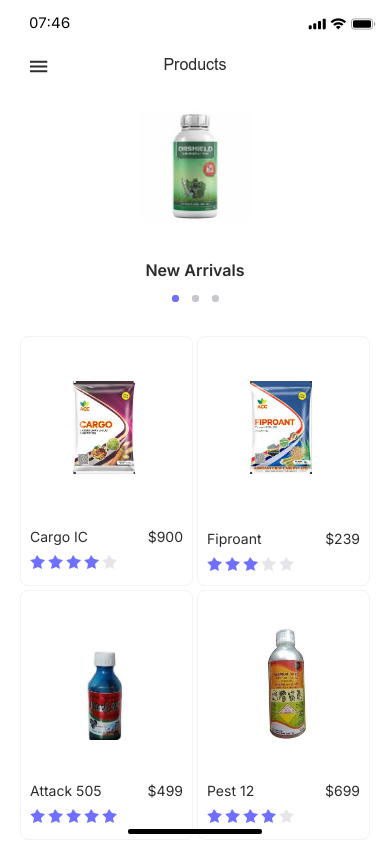 07:46
Products
DRSHIELD
New Arrivals
ACC
CARGO
ACC
FIPROANT
Cargo IC $900
Fiproant $239
Attack 505 $499
Pest 12 $699